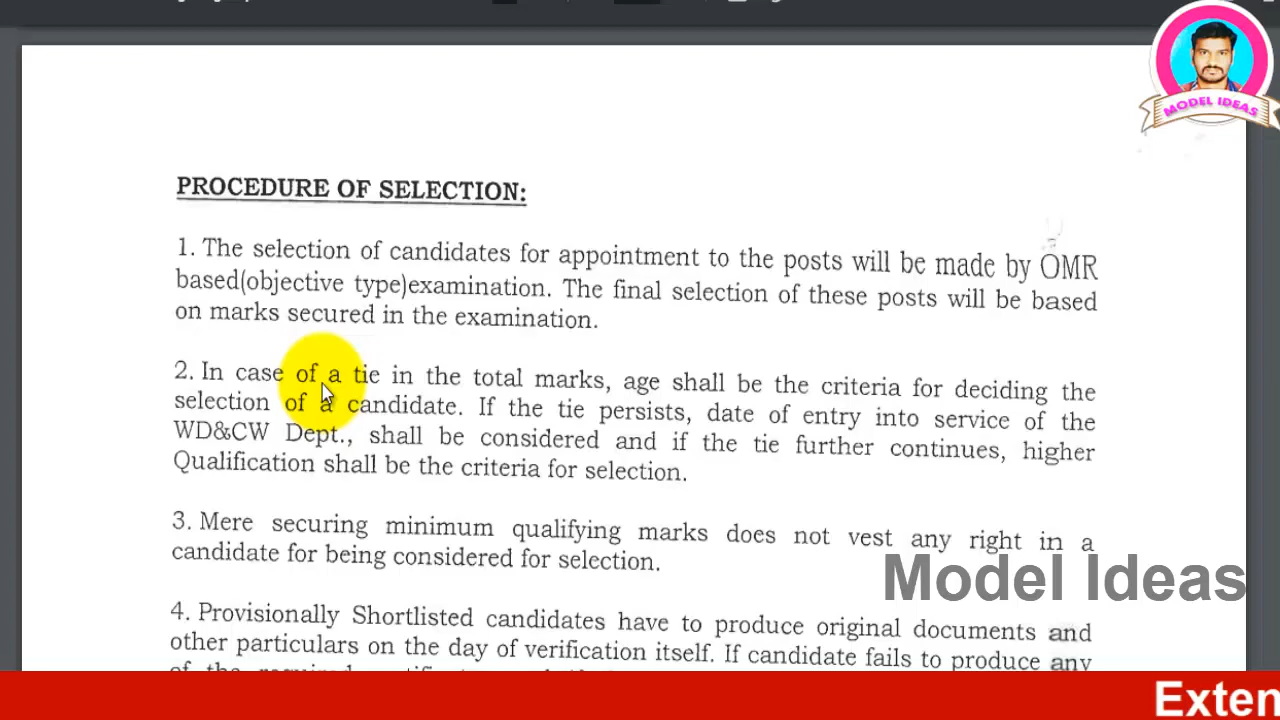 MODEL IDEAS
PROCEDURE OF SELECTION:
1. The selection of candidates for appointment to the posts will be made by OMR
based(objective type)examination. The final selection of these posts will be based
on marks secured in the examination.
2. In case of a tie in the total marks, age shall be the criteria for deciding the
selection of a candidate. If the tie persists, date of entry into service of the
WD&CW Dept., shall be considered and if the tie further continues, higher
Qualification shall be the criteria for selection.
3. Mere securing minimum qualifying marks does not vest any right in a
candidate for being considered for selection.
Model Ideas
4. Provisionally Shortlisted candidates have to produce original documents and
other particulars on the day of verification itself. If candidate fails to produce any
of the required
Exten